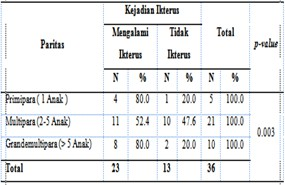 Kejadian Ikterus
Paritas Mengalami Ikterus Tidak Ikterus Total p-value
N % N % N %
Primipara ( 1 Anak ) 4 80.0 1 20.0 5 100.0
Multipara (2-5 Anak) 11 52.4 10 47.6 21 100.0
0.003
Grandemultipara (> 5 Anak) 8 80.0 2 20.0 10 100.0
Total 23 13 36